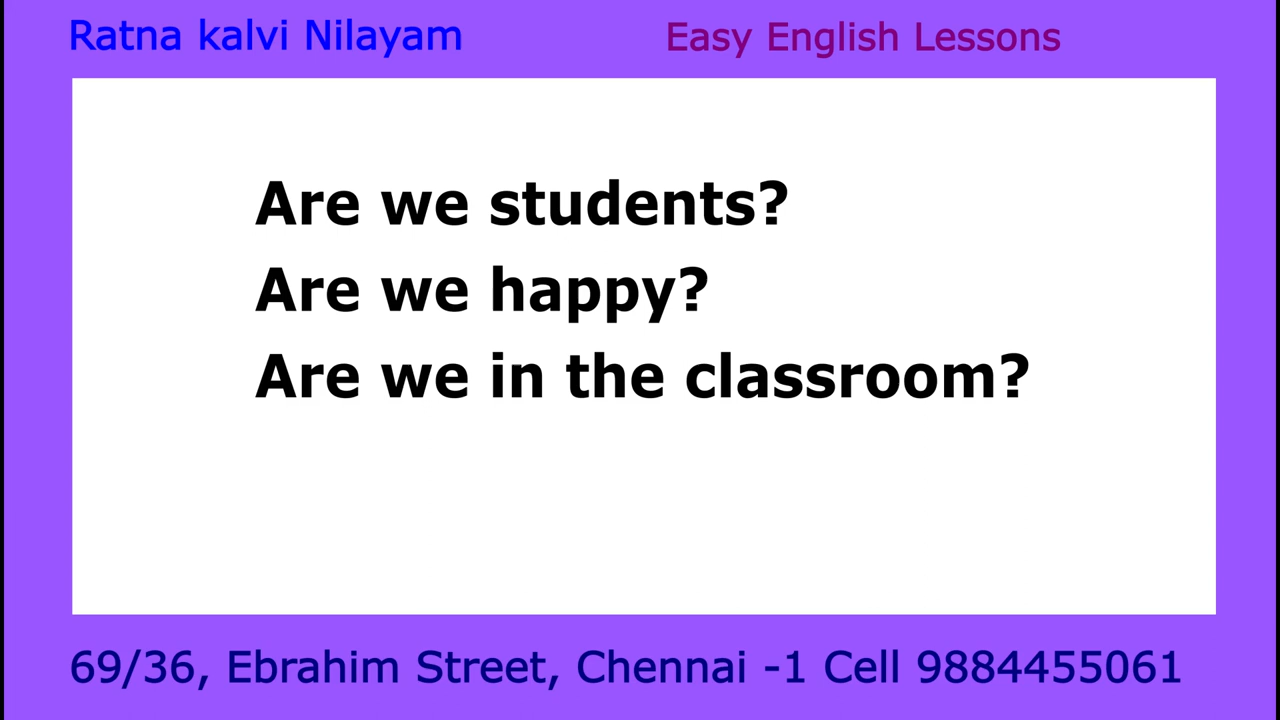 Ratna kalvi Nilayam
Easy English Lessons
Are we students?
Are we happy?
Are we in the classroom?
69/36, Ebrahim Street, Chennai -1 Cell 9884455061